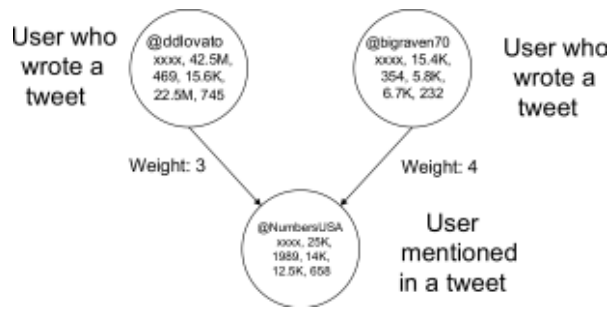 User who
wrote a
tweet
@ddlovato
xxxx, 42.5M,
469, 15.6K,
22.5M, 745
@bigraven70
xxxx, 15.4K,
354, 5.8K,
6.7K, 232
User who
wrote a
tweet
Weight: 3
Weight: 4
@NumbersUSA
xxxx, 25K,
1989, 14K,
12.5K, 658
User
mentioned
in a tweet